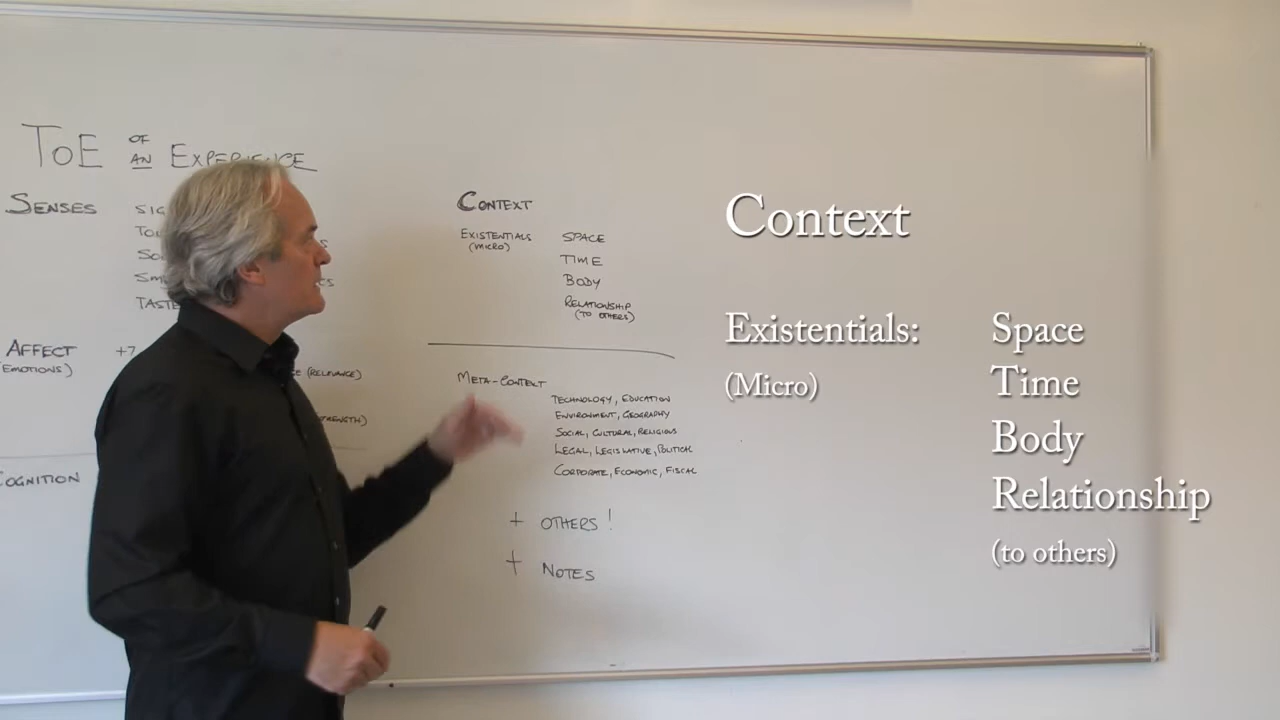 ToE OF AN EXPERIENCE
SENSES
TASTE
AFFECT +7
(EMOTIONS)
(RELEVANCE)
COGNITION
CONTEXT
EXISTENTIALS SPACE
(MICRO)
TIME
BODY
RELATIONSHIP
(TO OTHERS)
META-CONTEXT
TECHNOLOGY, EDUCATION
ENVIRONMENT, GEOGRAPHY
SOCIAL, CULTURAL, RELIGIOUS
LEGAL, LEGISLATIVE, POLITICAL
CORPORATE, ECONOMIC, FISCAL
+ OTHERS!
+ NOTES
Context
Existentials: Space
(Micro) Time
Body
Relationship
(to others)